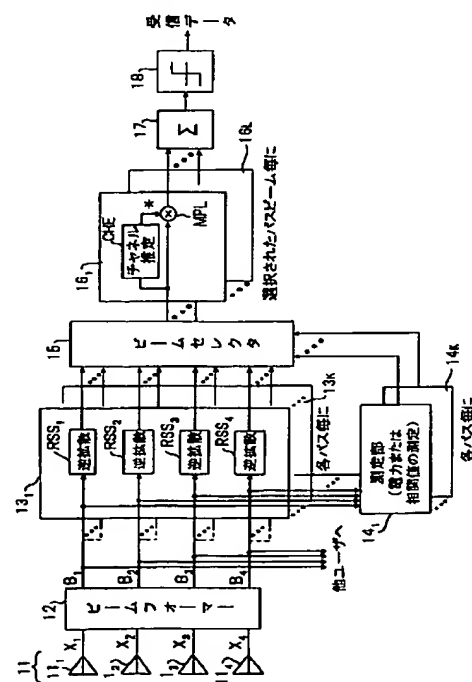 11
11₁
1₂
1₃
11₄
X₁
X₂
X₃
X₄
12
ビームフォーマー
B₁
B₂
B₃
B₄
他ユーザへ
13₁
RSS₁
逆拡散
RSS₂
逆拡散
RSS₃
逆拡散
RSS₄
逆拡散
13K
各パス毎に
測定部
(電力または
相関値の測定)
14₁
14K
各パス毎に
15
ビームセレクタ
16₁
CHE
チャネル
推定
*
×
MPL
16L
選択されたパスビーム毎に
17
Σ
18
受信
データ